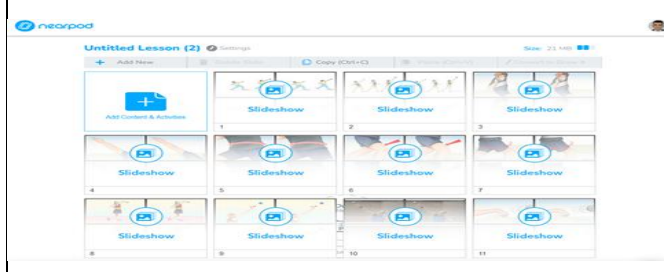 nearpod
Untitled Lesson (2) Settings
Size: 23 MB
+ Add New
Copy (Ctrl+C)
Add Content & Activities
Slideshow
1
Slideshow
2
Slideshow
3
Slideshow
4
Slideshow
5
Slideshow
6
Slideshow
7
Slideshow
8
Slideshow
9
Slideshow
10
Slideshow
11